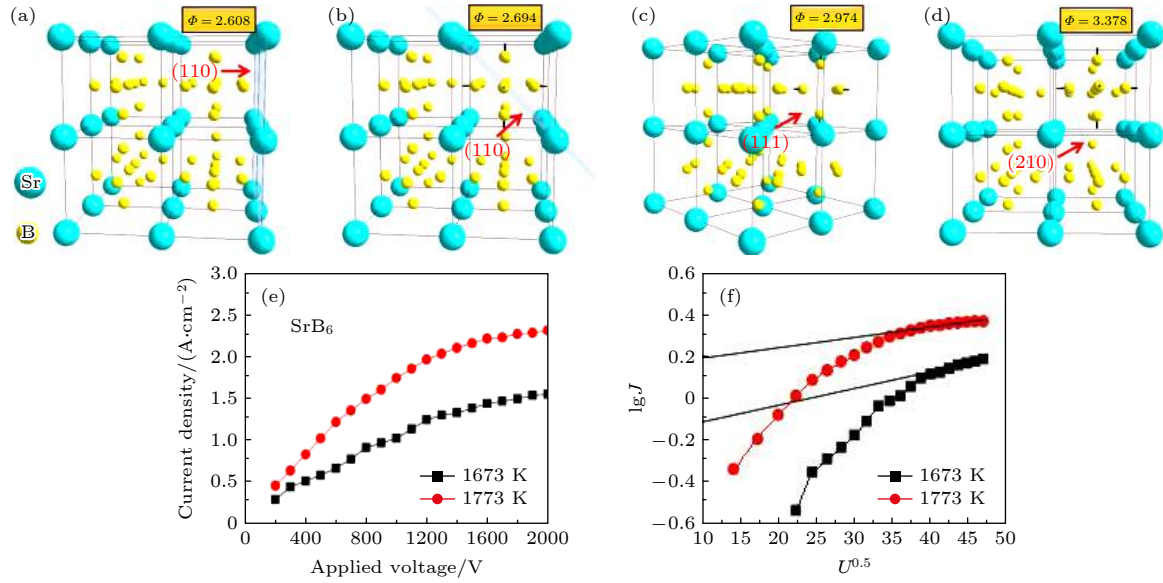 (a)
Φ = 2.608
(110)
Sr
B
(b)
Φ = 2.694
(110)
(c)
Φ = 2.974
(111)
(d)
Φ = 3.378
(210)
(e)
SrB₆
3.0
2.5
2.0
1.5
1.0
0.5
0
Current density/(A·cm⁻²)
1673 K
1773 K
400 800 1200 1600 2000
Applied voltage/V
(f)
0.6
0.4
0.2
0
−0.2
−0.4
−0.6
lgJ
1673 K
1773 K
10 15 20 25 30 35 40 45 50
U⁰·⁵